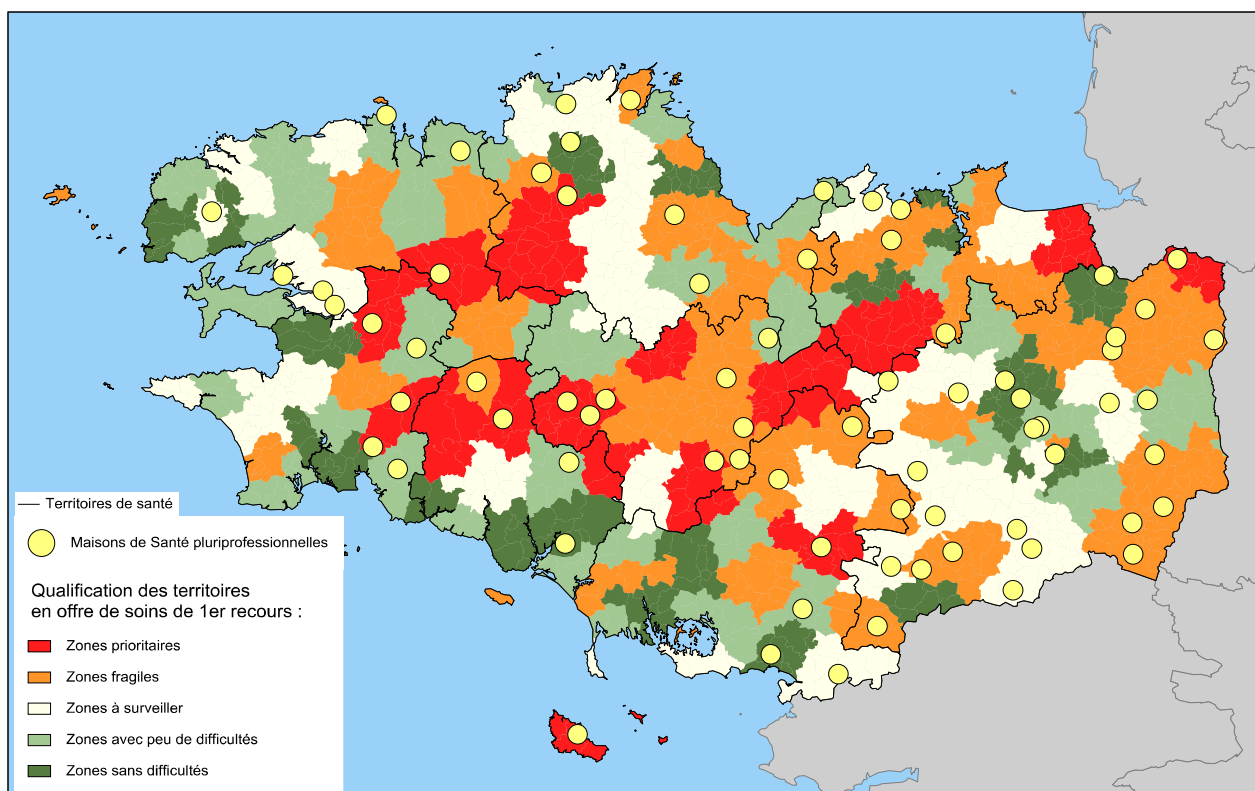 Territoires de santé
Maisons de Santé pluriprofessionnelles
Qualification des territoires
en offre de soins de 1er recours :
Zones prioritaires
Zones fragiles
Zones à surveiller
Zones avec peu de difficultés
Zones sans difficultés